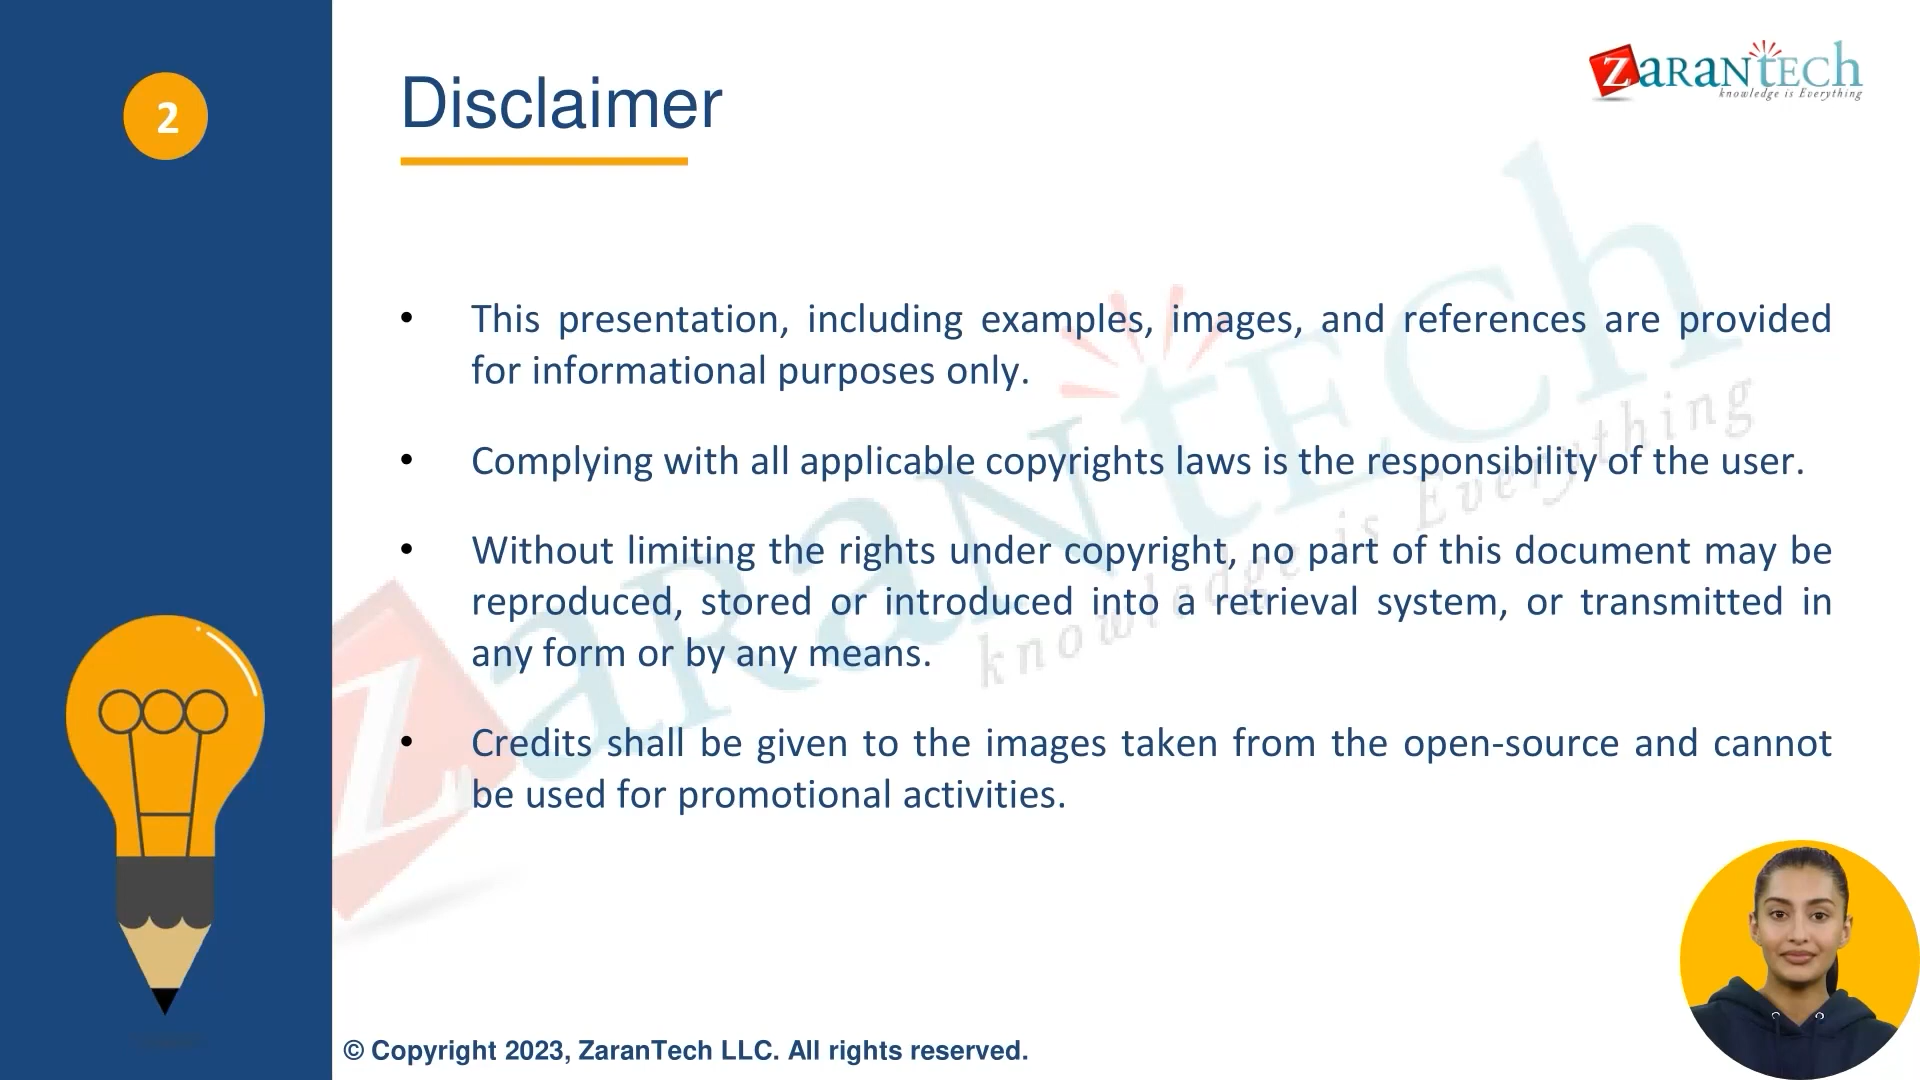 2
Disclaimer
ZaranTech
knowledge is Everything
• This presentation, including examples, images, and references are provided
for informational purposes only.
• Complying with all applicable copyrights laws is the responsibility of the user.
• Without limiting the rights under copyright, no part of this document may be
reproduced, stored or introduced into a retrieval system, or transmitted in
any form or by any means.
• Credits shall be given to the images taken from the open-source and cannot
be used for promotional activities.
ZaranTech
knowledge is Everything
© Copyright 2023, ZaranTech LLC. All rights reserved.